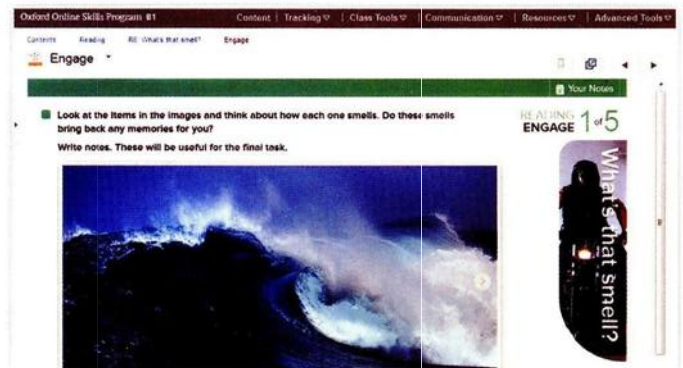 Oxford Online Skills Program B1
Content | Tracking | Class Tools | Communication | Resources | Advanced Tools
Contents Reading RE: What's that smell? Engage
Engage
Your Notes
Look at the items in the images and think about how each one smells. Do these smells
bring back any memories for you?
Write notes. These will be useful for the final task.
READING
ENGAGE 1 of 5
What's that smell?